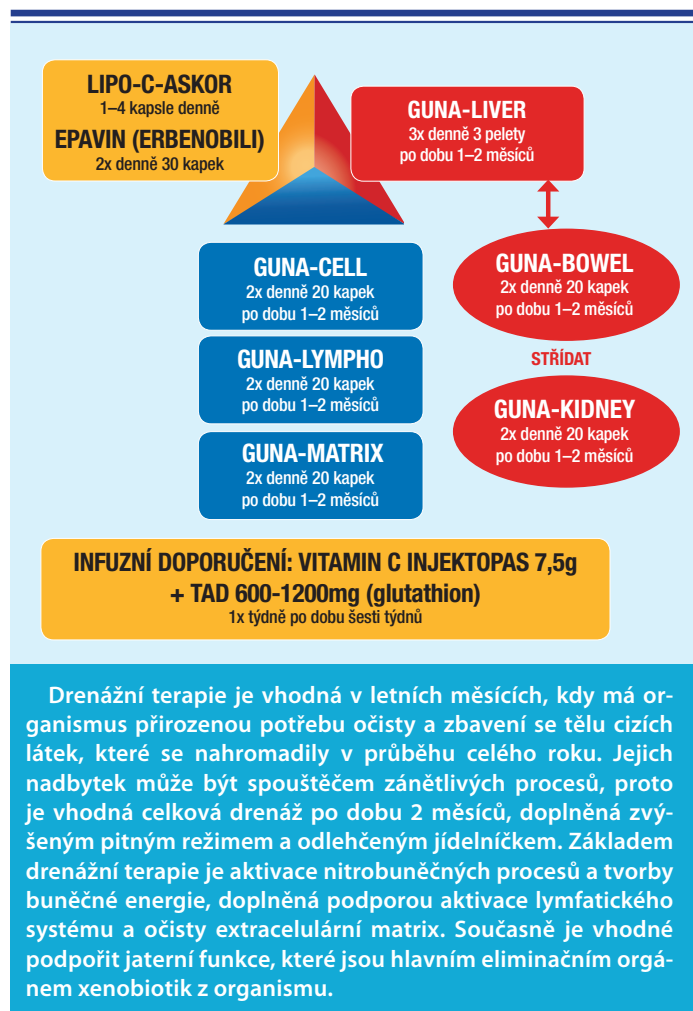 LIPO-C-ASKOR
1–4 kapsle denně
EPAVIN (ERBENOBILI)
2x denně 30 kapek
GUNA-LIVER
3x denně 3 pelety
po dobu 1–2 měsíců
GUNA-CELL
2x denně 20 kapek
po dobu 1–2 měsíců
GUNA-LYMPHO
2x denně 20 kapek
po dobu 1–2 měsíců
GUNA-MATRIX
2x denně 20 kapek
po dobu 1–2 měsíců
GUNA-BOWEL
2x denně 20 kapek
po dobu 1–2 měsíců
STŘÍDAT
GUNA-KIDNEY
2x denně 20 kapek
po dobu 1–2 měsíců
INFUZNÍ DOPORUČENÍ: VITAMIN C INJEKTOPAS 7,5g
+ TAD 600-1200mg (glutathion)
1x týdně po dobu šesti týdnů
Drenážní terapie je vhodná v letních měsících, kdy má or-
ganismus přirozenou potřebu očisty a zbavení se tělu cizích
látek, které se nahromadily v průběhu celého roku. Jejich
nadbytek může být spouštěčem zánětlivých procesů, proto
je vhodná celková drenáž po dobu 2 měsíců, doplněná zvý-
šeným pitným režimem a odlehčeným jídelníčkem. Základem
drenážní terapie je aktivace nitrobuněčných procesů a tvorby
buněčné energie, doplněná podporou aktivace lymfatického
systému a očisty extracelulární matrix. Současně je vhodné
podpořit jaterní funkce, které jsou hlavním eliminačním orgá-
nem xenobiotik z organismu.